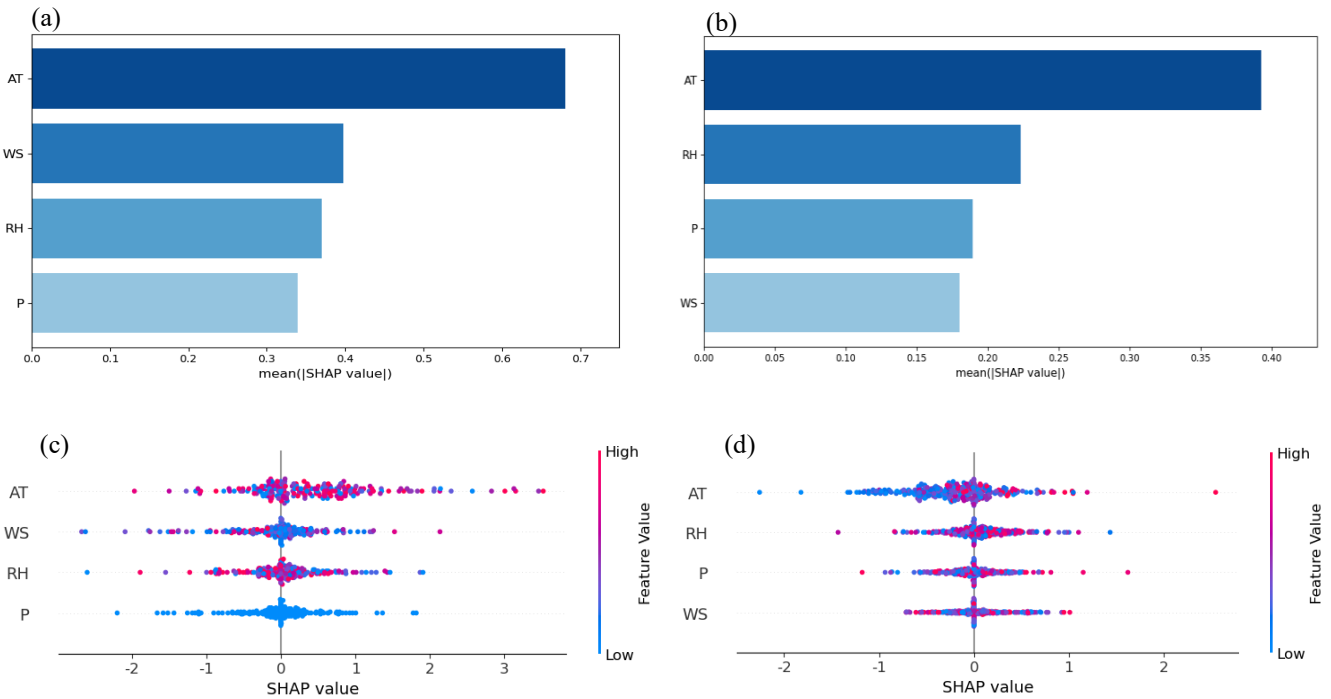 (a)
AT
WS
RH
P
0.0 0.1 0.2 0.3 0.4 0.5 0.6 0.7
mean(|SHAP value|)
(b)
AT
RH
P
WS
0.00 0.05 0.10 0.15 0.20 0.25 0.30 0.35 0.40
mean(|SHAP value|)
(c)
High
AT
WS
RH
P
Low
Feature Value
-2 -1 0 1 2 3
SHAP value
(d)
High
AT
RH
P
WS
Low
Feature Value
-2 -1 0 1 2
SHAP value